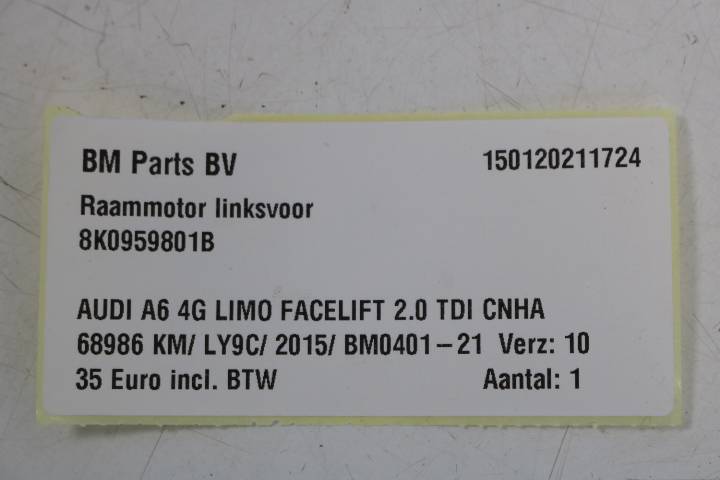 BM Parts BV 150120211724
Raammotor linksvoor
8K0959801B
AUDI A6 4G LIMO FACELIFT 2.0 TDI CNHA
68986 KM/ LY9C/ 2015/ BM0401-21 Verz: 10
35 Euro incl. BTW Aantal: 1